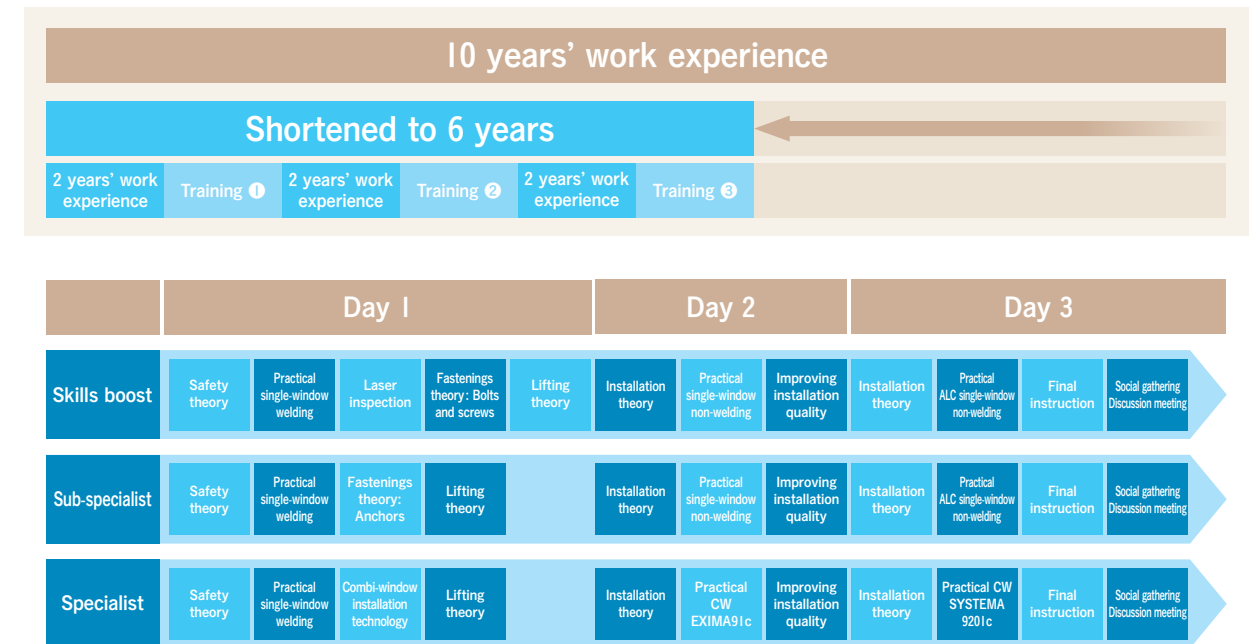 10 years’ work experience
Shortened to 6 years
2 years’ work
experience
Training ❶
2 years’ work
experience
Training ❷
2 years’ work
experience
Training ❸
Day 1
Day 2
Day 3
Skills boost
Safety
theory
Practical
single-window
welding
Laser
inspection
Fastenings
theory: Bolts
and screws
Lifting
theory
Installation
theory
Practical
single-window
non-welding
Improving
installation
quality
Installation
theory
Practical
ALC single-window
non-welding
Final
instruction
Social gathering
Discussion meeting
Sub-specialist
Safety
theory
Practical
single-window
welding
Fastenings
theory:
Anchors
Lifting
theory
Installation
theory
Practical
single-window
non-welding
Improving
installation
quality
Installation
theory
Practical
ALC single-window
non-welding
Final
instruction
Social gathering
Discussion meeting
Specialist
Safety
theory
Practical
single-window
welding
Combi-window
installation
technology
Lifting
theory
Installation
theory
Practical
CW
EXIMA91c
Improving
installation
quality
Installation
theory
Practical CW
SYSTEMA
9201c
Final
instruction
Social gathering
Discussion meeting